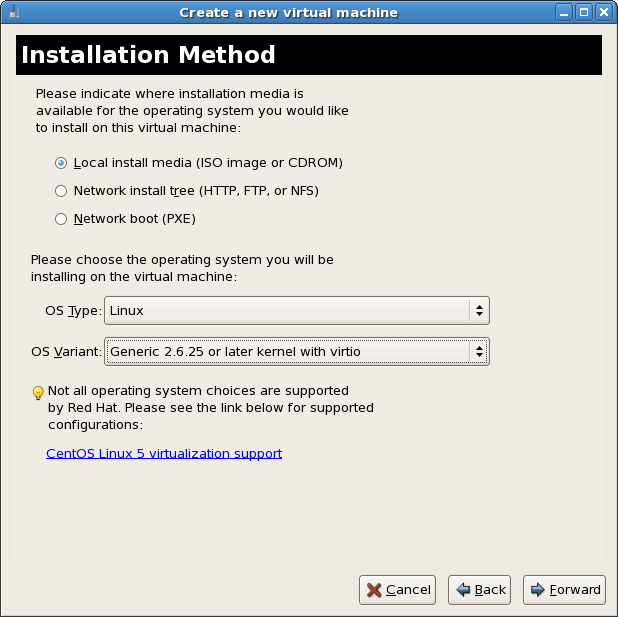 Create a new virtual machine
Installation Method
Please indicate where installation media is
available for the operating system you would like
to install on this virtual machine:
Local install media (ISO image or CDROM)
Network install tree (HTTP, FTP, or NFS)
Network boot (PXE)
Please choose the operating system you will be
installing on the virtual machine:
OS Type: Linux
OS Variant: Generic 2.6.25 or later kernel with virtio
Not all operating system choices are supported
by Red Hat. Please see the link below for supported
configurations:
CentOS Linux 5 virtualization support
Cancel Back Forward